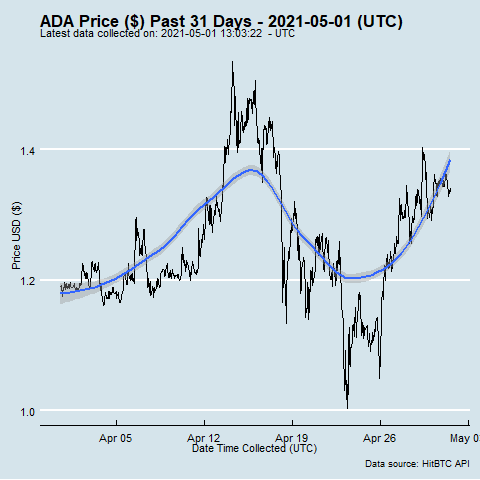 ADA Price ($) Past 31 Days - 2021-05-01 (UTC)
Latest data collected on: 2021-05-01 13:03:22 - UTC
Price USD ($)
1.4
1.2
1.0
Apr 05 Apr 12 Apr 19 Apr 26 May 0
Date Time Collected (UTC)
Data source: HitBTC API